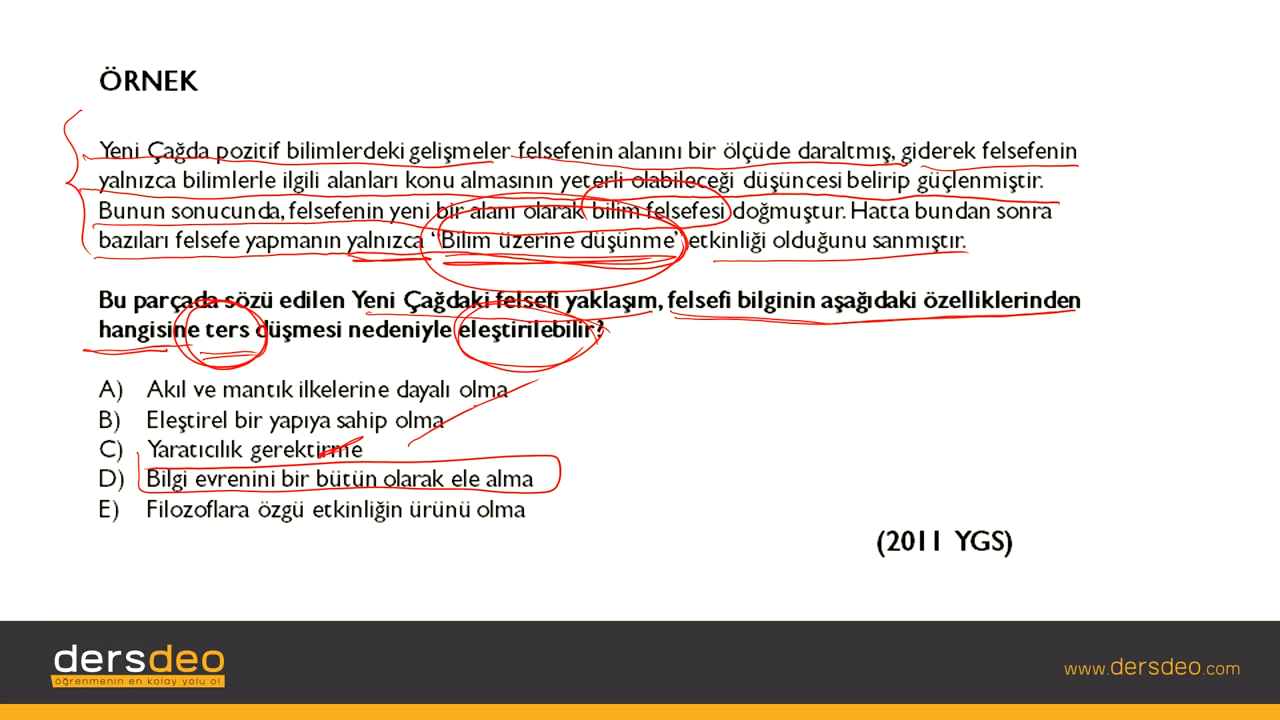 ÖRNEK
Yeni Çağda pozitif bilimlerdeki gelişmeler felsefenin alanını bir ölçüde daraltmış, giderek felsefenin
yalnızca bilimlerle ilgili alanları konu almasının yeterli olabileceği düşüncesi belirip güçlenmiştir.
Bunun sonucunda, felsefenin yeni bir alanı olarak bilim felsefesi doğmuştur. Hatta bundan sonra
bazıları felsefe yapmanın yalnızca “Bilim üzerine düşünme” etkinliği olduğunu sanmıştır.
Bu parçada sözü edilen Yeni Çağdaki felsefi yaklaşım, felsefi bilginin aşağıdaki özelliklerinden
hangisine ters düşmesi nedeniyle eleştirilebilir?
A) Akıl ve mantık ilkelerine dayalı olma
B) Eleştirel bir yapıya sahip olma
C) Yaratıcılık gerektirme
D) Bilgi evrenini bir bütün olarak ele alma
E) Filozoflara özgü etkinliğin ürünü olma
(2011 YGS)
dersdeo
öğrenmenin en kolay yolu o!
www.dersdeo.com